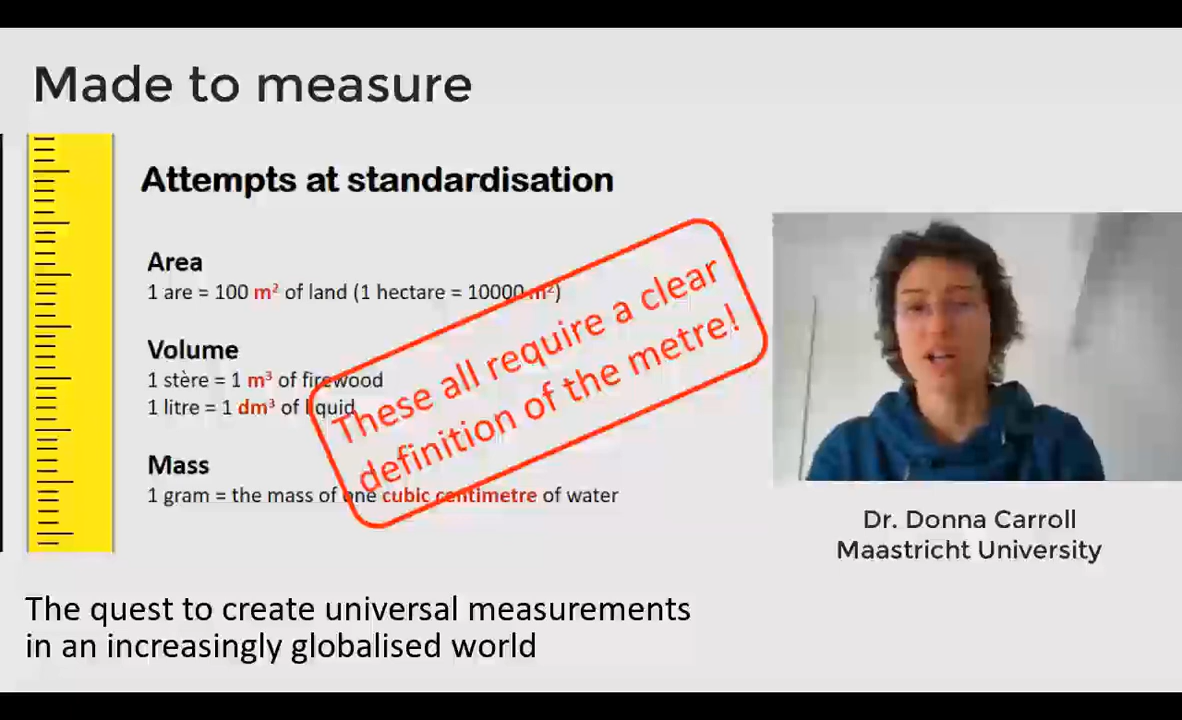 Made to measure
Attempts at standardisation
Area
1 are = 100 m² of land (1 hectare = 10000 m²)
Volume
1 stère = 1 m³ of firewood
1 litre = 1 dm³ of liquid
Mass
1 gram = the mass of one cubic centimetre of water
These all require a clear
definition of the metre!
Dr. Donna Carroll
Maastricht University
The quest to create universal measurements
in an increasingly globalised world